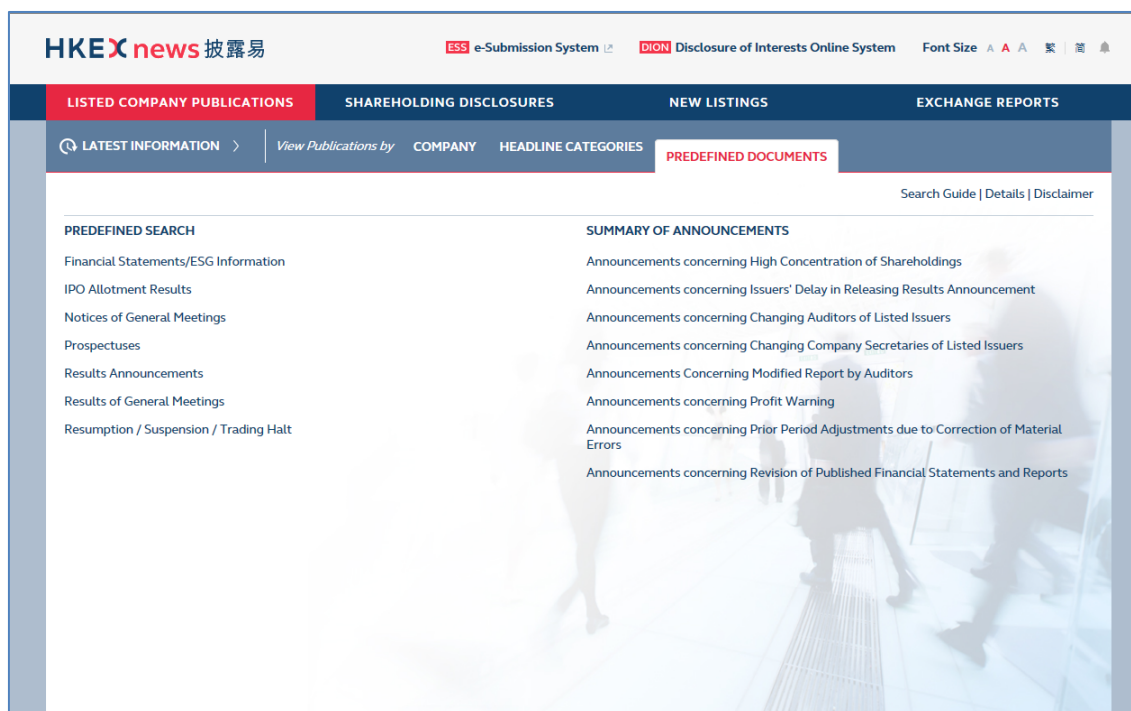 HKEX news 披露易
ESS e-Submission System
DION Disclosure of Interests Online System
Font Size A A A 繁 | 简
LISTED COMPANY PUBLICATIONS
SHAREHOLDING DISCLOSURES
NEW LISTINGS
EXCHANGE REPORTS
LATEST INFORMATION
View Publications by
COMPANY
HEADLINE CATEGORIES
PREDEFINED DOCUMENTS
Search Guide | Details | Disclaimer
PREDEFINED SEARCH
Financial Statements/ESG Information
IPO Allotment Results
Notices of General Meetings
Prospectuses
Results Announcements
Results of General Meetings
Resumption / Suspension / Trading Halt
SUMMARY OF ANNOUNCEMENTS
Announcements concerning High Concentration of Shareholdings
Announcements concerning Issuers' Delay in Releasing Results Announcement
Announcements concerning Changing Auditors of Listed Issuers
Announcements concerning Changing Company Secretaries of Listed Issuers
Announcements Concerning Modified Report by Auditors
Announcements concerning Profit Warning
Announcements concerning Prior Period Adjustments due to Correction of Material
Errors
Announcements concerning Revision of Published Financial Statements and Reports